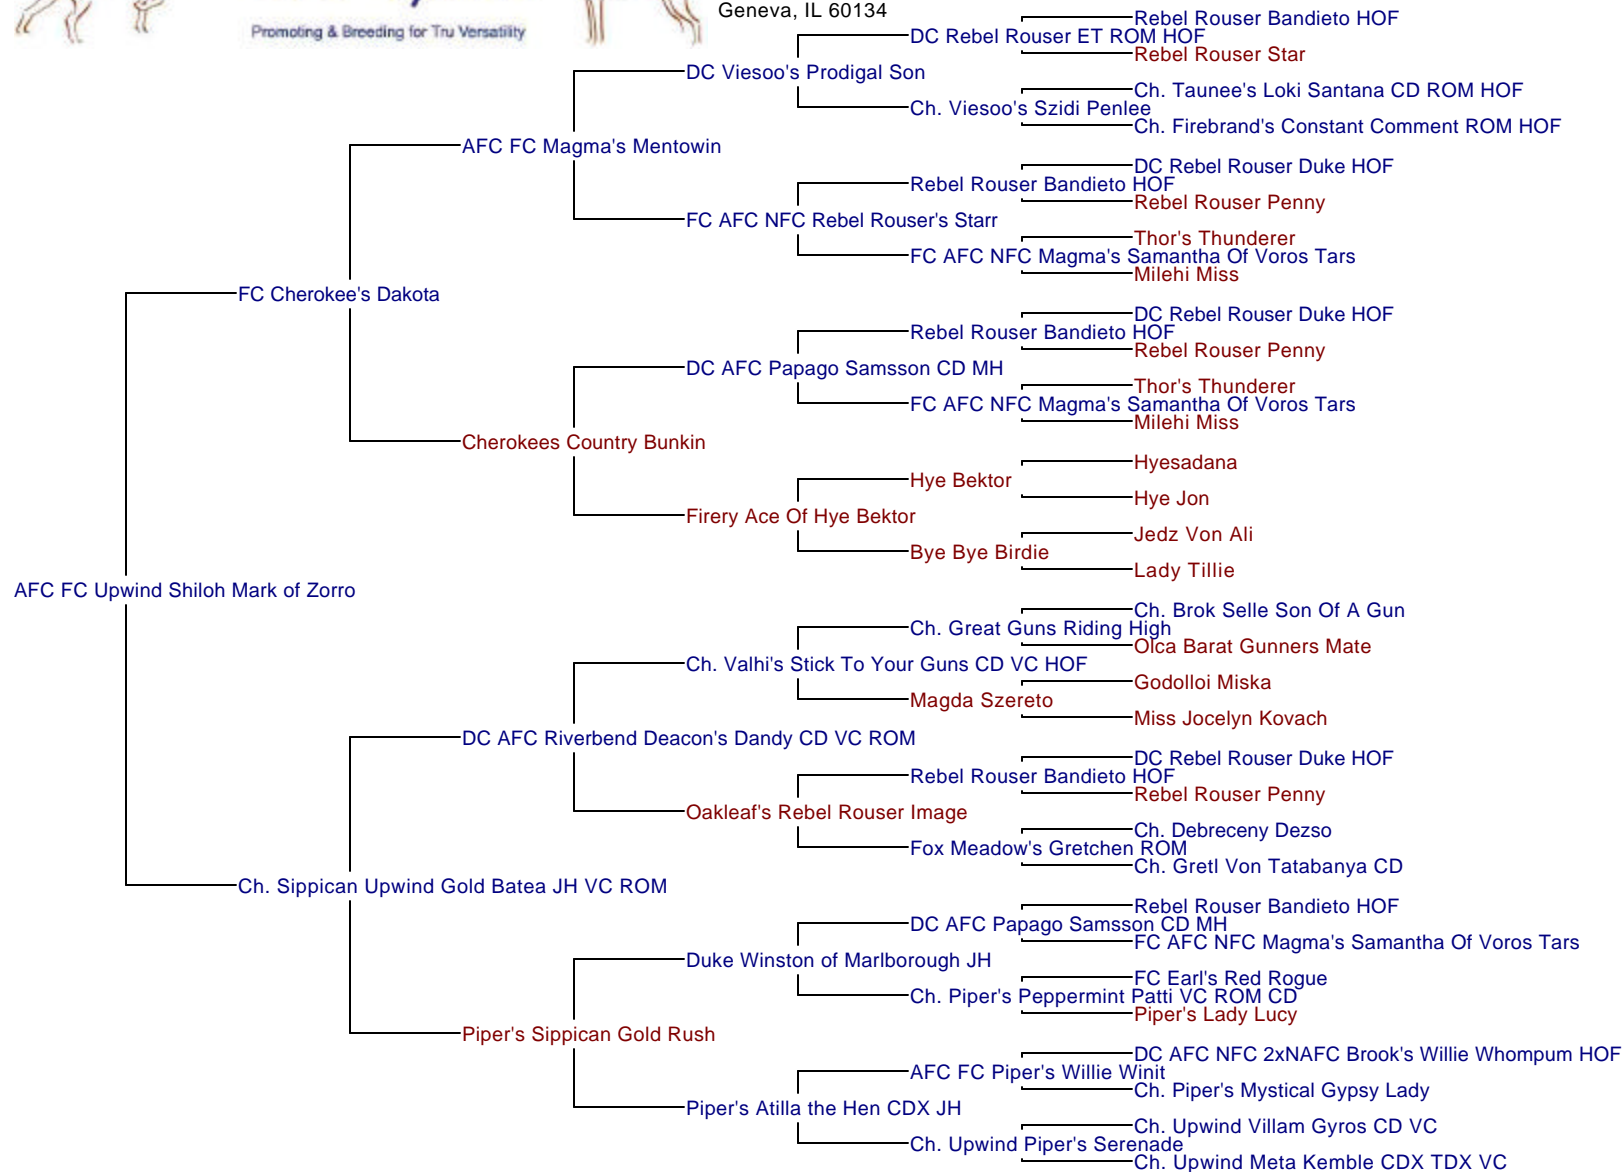 Promoting & Breeding for Tru Versatility
Geneva, IL 60134
Rebel Rouser Bandieto HOF
DC Rebel Rouser ET ROM HOF
Rebel Rouser Star
DC Viesoo's Prodigal Son
Ch. Taunee's Loki Santana CD ROM HOF
Ch. Viesoo's Szidi Penlee
Ch. Firebrand's Constant Comment ROM HOF
AFC FC Magma's Mentowin
DC Rebel Rouser Duke HOF
Rebel Rouser Bandieto HOF
Rebel Rouser Penny
FC AFC NFC Rebel Rouser's Starr
Thor's Thunderer
FC AFC NFC Magma's Samantha Of Voros Tars
Milehi Miss
FC Cherokee's Dakota
DC Rebel Rouser Duke HOF
Rebel Rouser Bandieto HOF
Rebel Rouser Penny
DC AFC Papago Samsson CD MH
Thor's Thunderer
FC AFC NFC Magma's Samantha Of Voros Tars
Milehi Miss
Cherokees Country Bunkin
Hyesadana
Hye Bektor
Hye Jon
Firery Ace Of Hye Bektor
Jedz Von Ali
Bye Bye Birdie
Lady Tillie
AFC FC Upwind Shiloh Mark of Zorro
Ch. Brok Selle Son Of A Gun
Ch. Great Guns Riding High
Olca Barat Gunners Mate
Ch. Valhi's Stick To Your Guns CD VC HOF
Godolloi Miska
Magda Szereto
Miss Jocelyn Kovach
DC AFC Riverbend Deacon's Dandy CD VC ROM
DC Rebel Rouser Duke HOF
Rebel Rouser Bandieto HOF
Rebel Rouser Penny
Oakleaf's Rebel Rouser Image
Ch. Debreceny Dezso
Fox Meadow's Gretchen ROM
Ch. Gretl Von Tatabanya CD
Ch. Sippican Upwind Gold Batea JH VC ROM
Rebel Rouser Bandieto HOF
DC AFC Papago Samsson CD MH
FC AFC NFC Magma's Samantha Of Voros Tars
Duke Winston of Marlborough JH
FC Earl's Red Rogue
Ch. Piper's Peppermint Patti VC ROM CD
Piper's Lady Lucy
Piper's Sippican Gold Rush
DC AFC NFC 2xNAFC Brook's Willie Whompum HOF
AFC FC Piper's Willie Winit
Ch. Piper's Mystical Gypsy Lady
Piper's Atilla the Hen CDX JH
Ch. Upwind Villam Gyros CD VC
Ch. Upwind Piper's Serenade
Ch. Upwind Meta Kemble CDX TDX VC